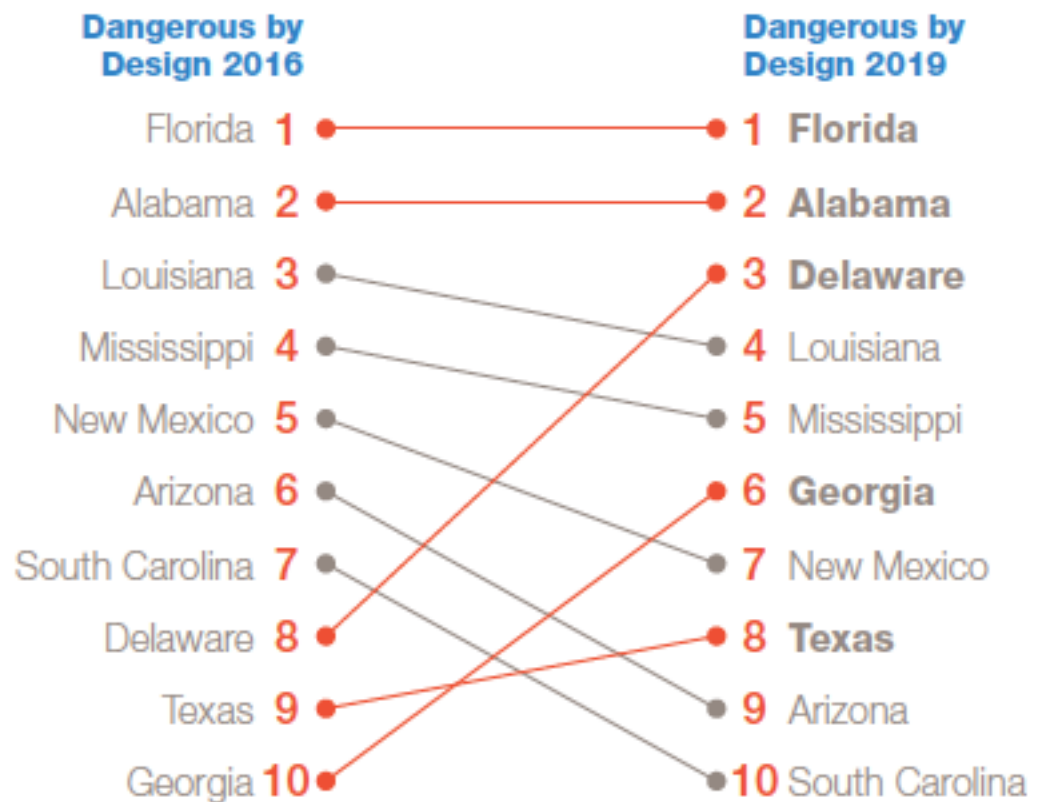 Dangerous by
Design 2016
Dangerous by
Design 2019
Florida 1
1 Florida
Alabama 2
2 Alabama
Louisiana 3
3 Delaware
Mississippi 4
4 Louisiana
New Mexico 5
5 Mississippi
Arizona 6
6 Georgia
South Carolina 7
7 New Mexico
Delaware 8
8 Texas
Texas 9
9 Arizona
Georgia 10
10 South Carolina